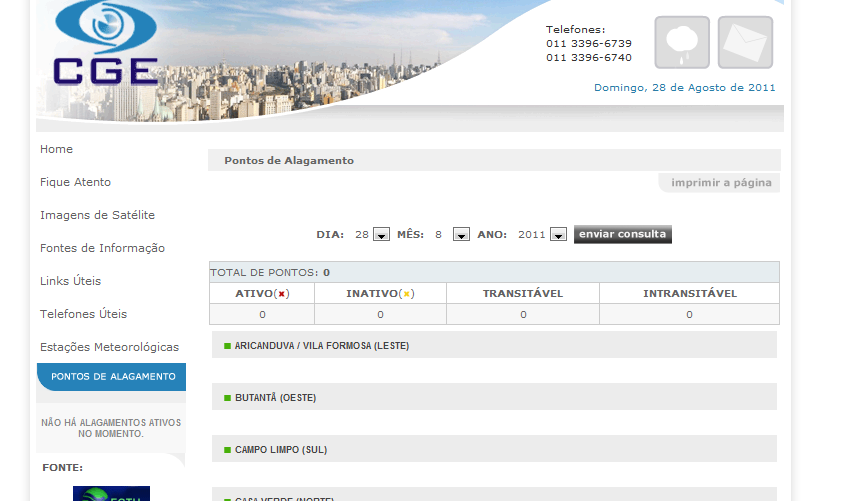 CGE
Telefones:
011 3396-6739
011 3396-6740
Domingo, 28 de Agosto de 2011
Home
Fique Atento
Imagens de Satélite
Fontes de Informação
Links Úteis
Telefones Úteis
Estações Meteorológicas
PONTOS DE ALAGAMENTO
NÃO HÁ ALAGAMENTOS ATIVOS
NO MOMENTO.
FONTE:
Pontos de Alagamento
imprimir a página
DIA: 28 MÊS: 8 ANO: 2011 enviar consulta
TOTAL DE PONTOS: 0
ATIVO(x) INATIVO(x) TRANSITÁVEL INTRANSITÁVEL
0 0 0 0
ARICANDUVA / VILA FORMOSA (LESTE)
BUTANTÃ (OESTE)
CAMPO LIMPO (SUL)
CASA VERDE (NORTE)